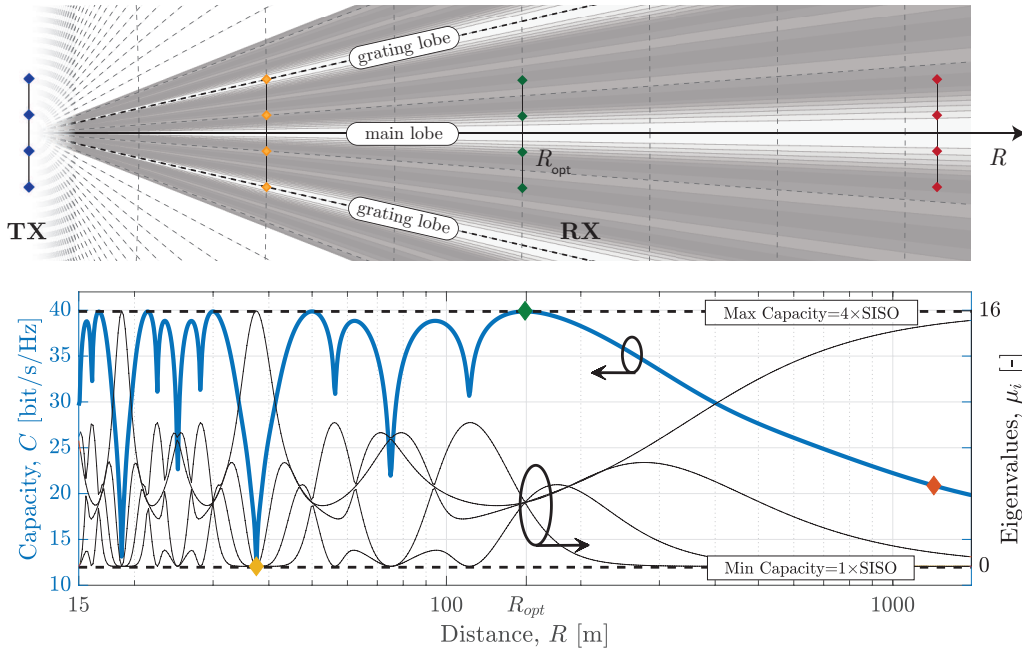 grating lobe
main lobe
R
R_opt
grating lobe
TX
RX
40
35
30
25
20
15
10
Capacity, C [bit/s/Hz]
Max Capacity=4×SISO
16
Min Capacity=1×SISO
0
Eigenvalues, μ_i [-]
15
100
R_opt
1000
Distance, R [m]